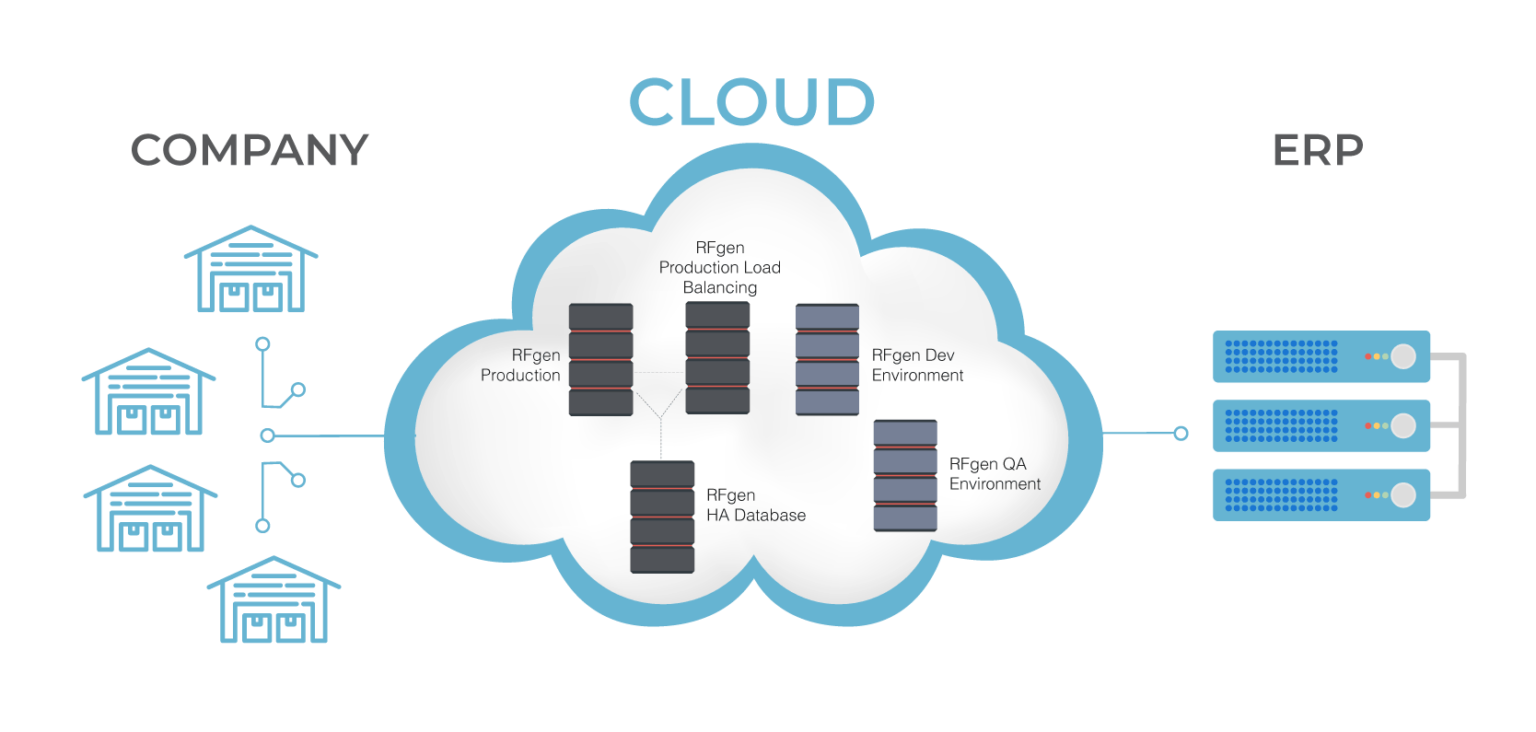 CLOUD
COMPANY
ERP
RFgen
Production Load
Balancing
RFgen
Production
RFgen Dev
Environment
RFgen QA
Environment
RFgen
HA Database